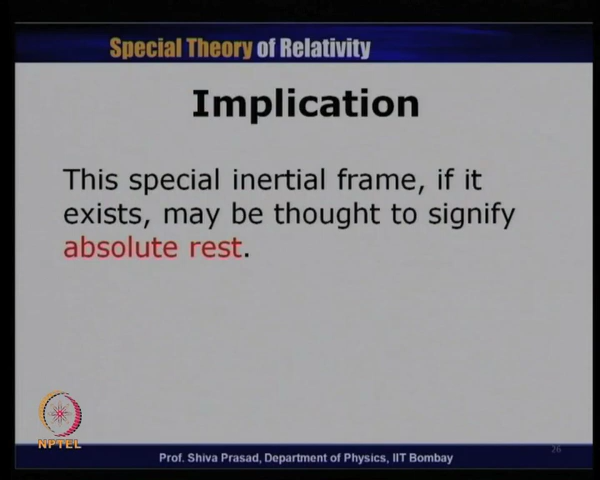 Special Theory of Relativity
Implication
This special inertial frame, if it
exists, may be thought to signify
absolute rest.
NPTEL
Prof. Shiva Prasad, Department of Physics, IIT Bombay
26